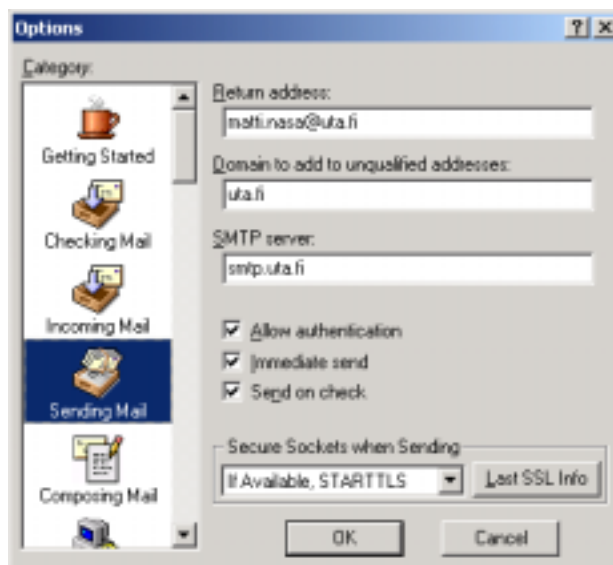 Options
Category:
Getting Started
Checking Mail
Incoming Mail
Sending Mail
Composing Mail
Return address:
matti.nasa@uta.fi
Domain to add to unqualified addresses:
uta.fi
SMTP server:
smtp.uta.fi
Allow authentication
Immediate send
Send on check
Secure Sockets when Sending
If Available, STARTTLS
Last SSL Info
OK
Cancel